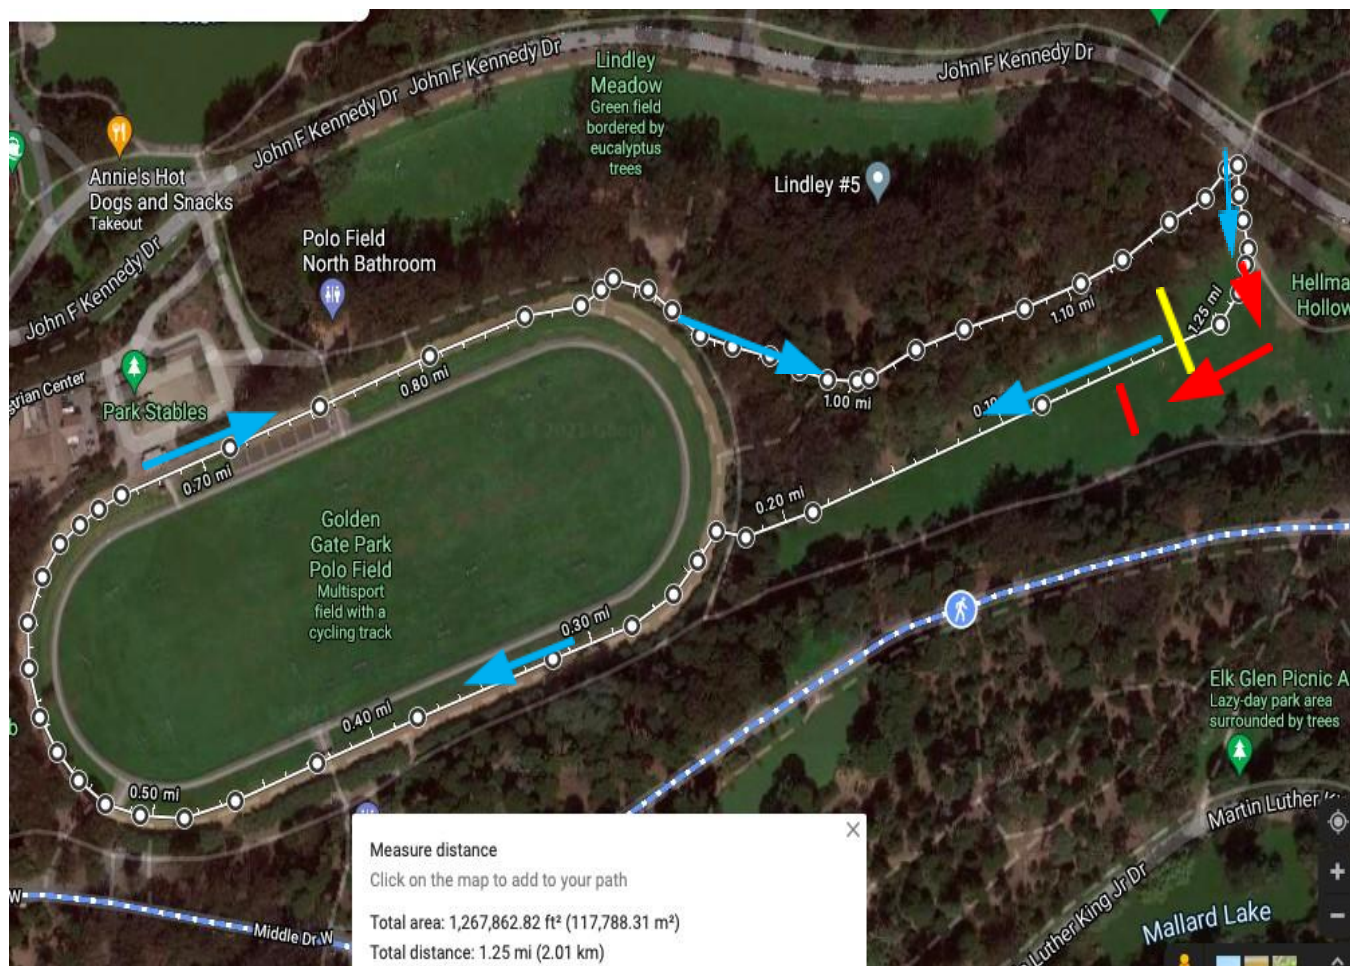 John F Kennedy Dr
John F Kennedy Dr
John F Kennedy Dr
John F Kennedy Dr
Lindley
Meadow
Green field
bordered by
eucalyptus
trees
Annie's Hot
Dogs and Snacks
Takeout
Lindley #5
Polo Field
North Bathroom
Hellma
Hollow
1.10 mi
1.25 mi
0.80 mi
1.00 mi
0.10
Park Stables
0.70 mi
0.20 mi
Golden
Gate Park
Polo Field
Multisport
field with a
cycling track
0.30 mi
0.40 mi
0.50 mi
Elk Glen Picnic A
Lazy-day park area
surrounded by trees
Martin Luther
Luther King Jr Dr
Mallard Lake
W
Middle Dr W
Measure distance
Click on the map to add to your path
Total area: 1,267,862.82 ft² (117,788.31 m²)
Total distance: 1.25 mi (2.01 km)